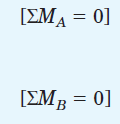 [ΣM_A = 0]
[ΣM_B = 0]